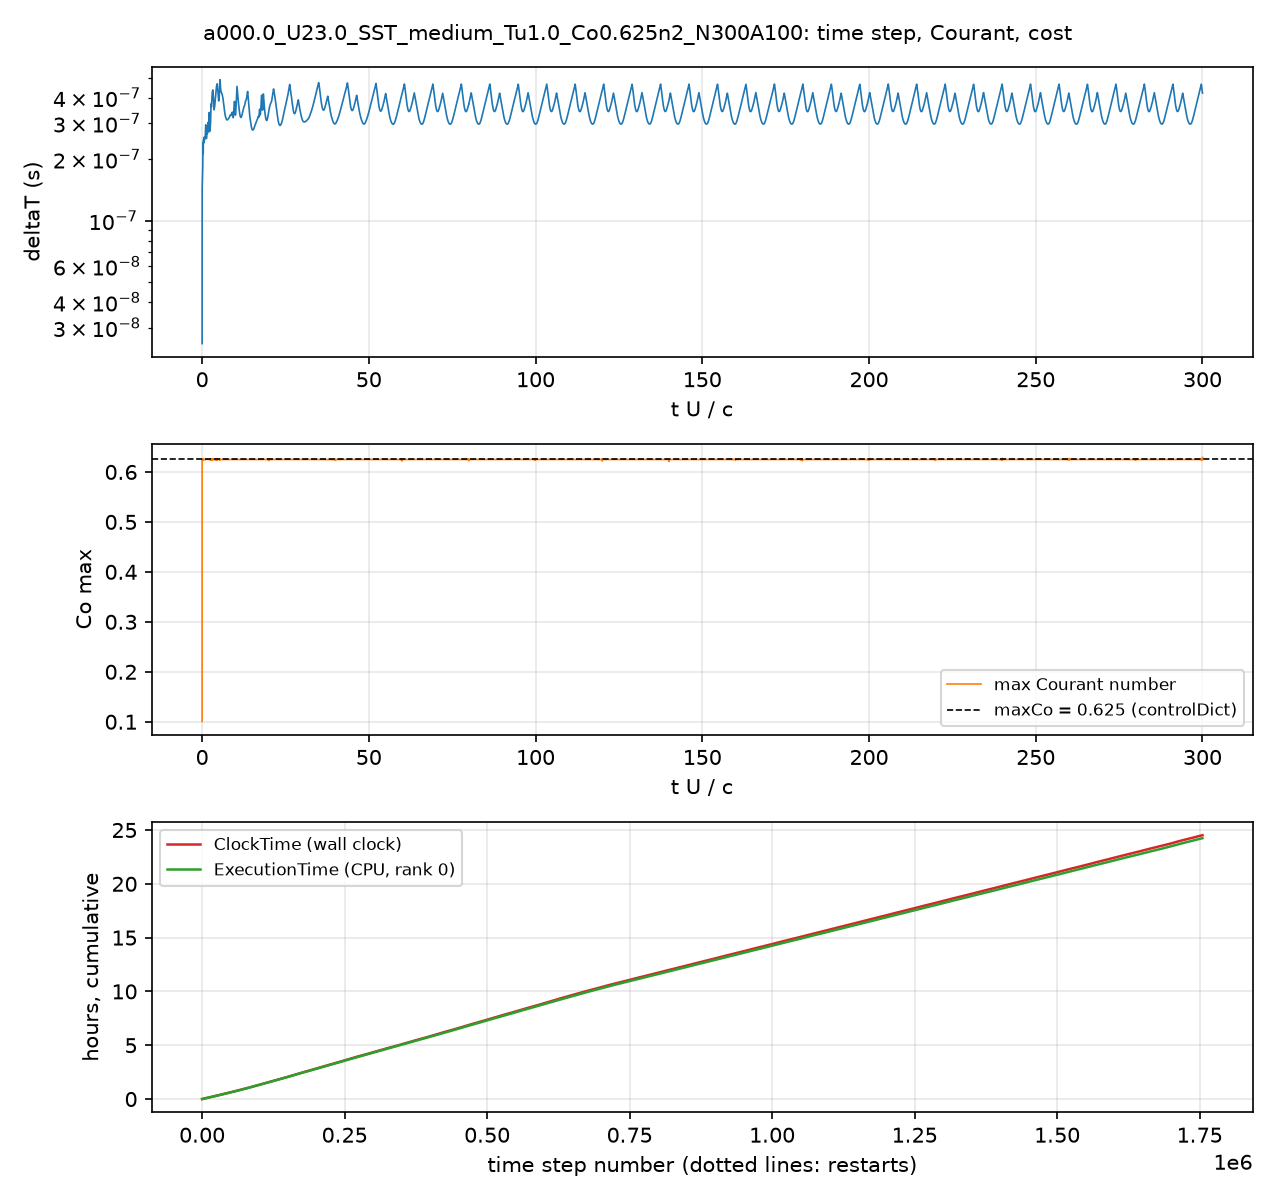 a000.0_U23.0_SST_medium_Tu1.0_Co0.625n2_N300A100: time step, Courant, cost
deltaT (s)
4 × 10⁻⁷
3 × 10⁻⁷
2 × 10⁻⁷
10⁻⁷
6 × 10⁻⁸
4 × 10⁻⁸
3 × 10⁻⁸
0 50 100 150 200 250 300
t U / c
Co max
0.6
0.5
0.4
0.3
0.2
0.1
max Courant number
maxCo = 0.625 (controlDict)
0 50 100 150 200 250 300
t U / c
hours, cumulative
25
20
15
10
5
0
ClockTime (wall clock)
ExecutionTime (CPU, rank 0)
0.00 0.25 0.50 0.75 1.00 1.25 1.50 1.75
time step number (dotted lines: restarts)
1e6